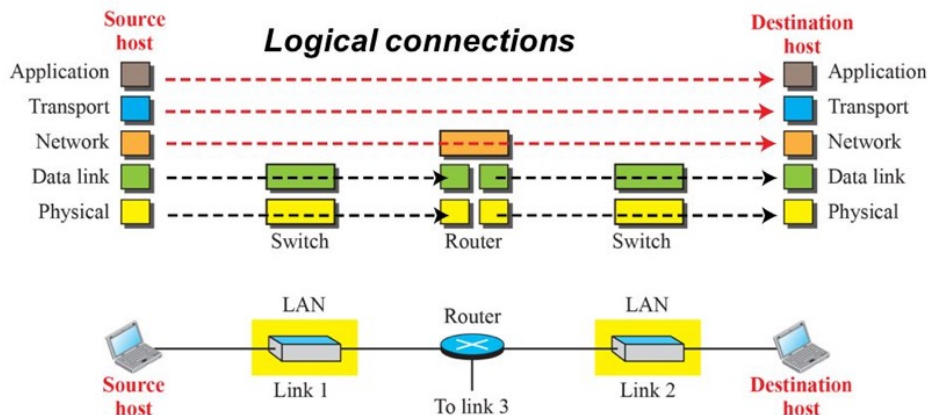 Source
host
Logical connections
Destination
host
Application
Application
Transport
Transport
Network
Network
Data link
Data link
Physical
Physical
Switch
Router
Switch
LAN
Router
LAN
Source
host
Link 1
To link 3
Link 2
Destination
host